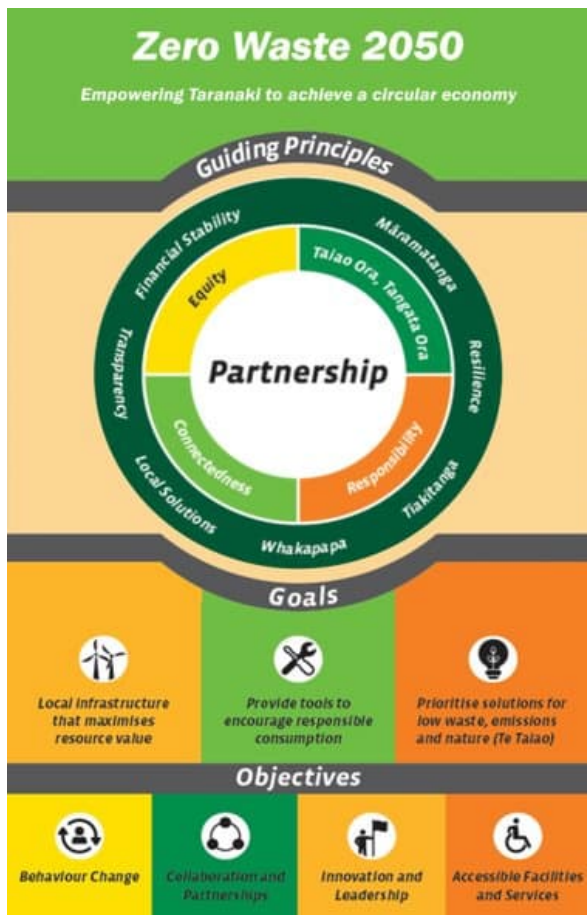 Zero Waste 2050
Empowering Taranaki to achieve a circular economy
Guiding Principles
Financial Stability
Māramatanga
Equity
Taiao Ora, Tangata Ora
Transparency
Partnership
Resilience
Connectedness
Responsibility
Local Solutions
Tiakitanga
Whakapapa
Goals
Local infrastructure
that maximises
resource value
Provide tools to
encourage responsible
consumption
Prioritise solutions for
low waste, emissions
and nature (Te Taiao)
Objectives
Behaviour Change
Collaboration and
Partnerships
Innovation and
Leadership
Accessible Facilities
and Services